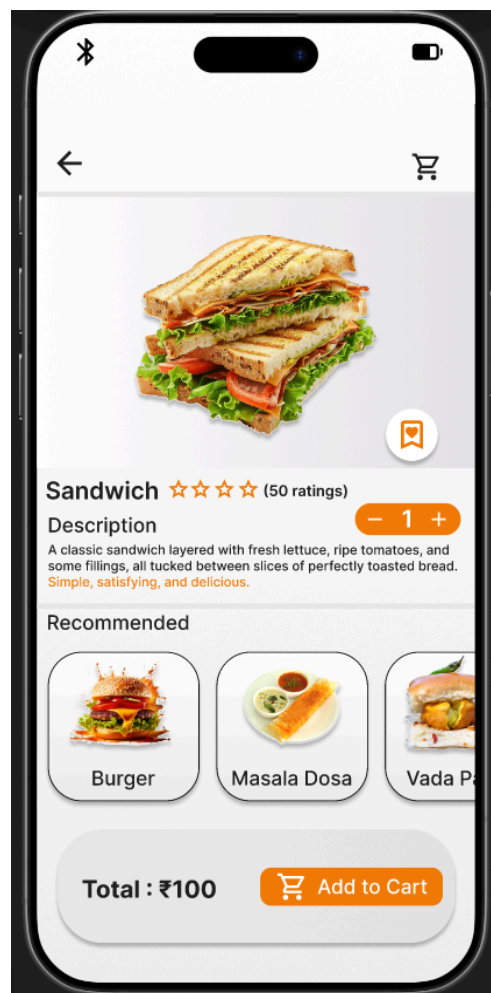 Sandwich (50 ratings)
Description
− 1 +
A classic sandwich layered with fresh lettuce, ripe tomatoes, and
some fillings, all tucked between slices of perfectly toasted bread.
Simple, satisfying, and delicious.
Recommended
Burger
Masala Dosa
Vada P
Total : ₹100
Add to Cart